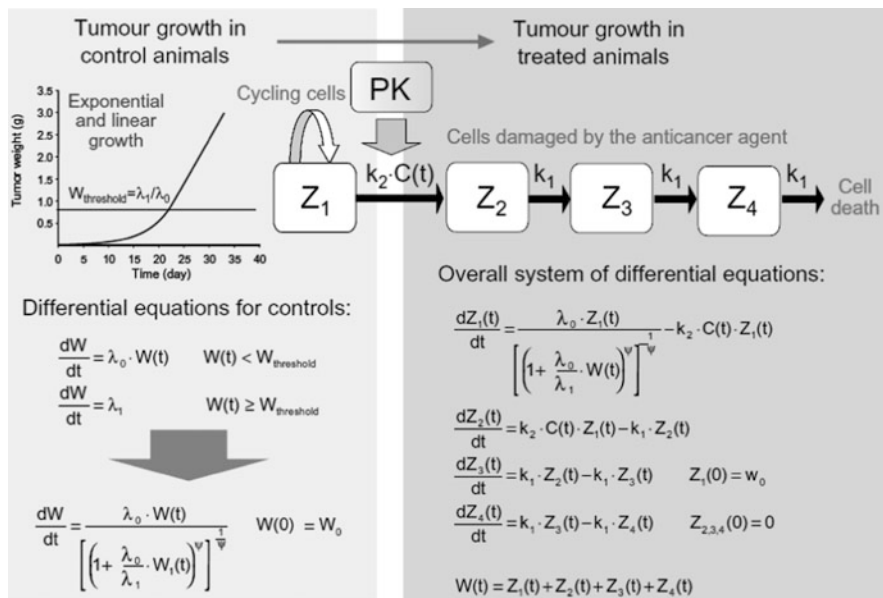 Tumour growth in
control animals
Tumour growth in
treated animals
Tumor weight (g)
3.5
3.0
2.5
2.0
1.5
1.0
0.5
Exponential
and linear
growth
W_threshold=λ₁/λ₀
0 5 10 15 20 25 30 35 40
Time (day)
Cycling cells
PK
Cells damaged by the anticancer agent
Z₁
k₂·C(t)
Z₂
k₁
Z₃
k₁
Z₄
k₁
Cell
death
Differential equations for controls:
dW/dt = λ₀ · W(t) W(t) < W_threshold
dW/dt = λ₁ W(t) ≥ W_threshold
dW/dt = λ₀ · W(t) / [(1+ λ₀/λ₁ · W₁(t))^ψ]^(1/ψ) W(0) = W₀
Overall system of differential equations:
dZ₁(t)/dt = λ₀ · Z₁(t) / [(1+ λ₀/λ₁ · W(t))^ψ]^(-1/ψ) – k₂ · C(t) · Z₁(t)
dZ₂(t)/dt = k₂ · C(t) · Z₁(t) – k₁ · Z₂(t)
dZ₃(t)/dt = k₁ · Z₂(t) – k₁ · Z₃(t) Z₁(0) = w₀
dZ₄(t)/dt = k₁ · Z₃(t) – k₁ · Z₄(t) Z₂,₃,₄(0) = 0
W(t) = Z₁(t) + Z₂(t) + Z₃(t) + Z₄(t)